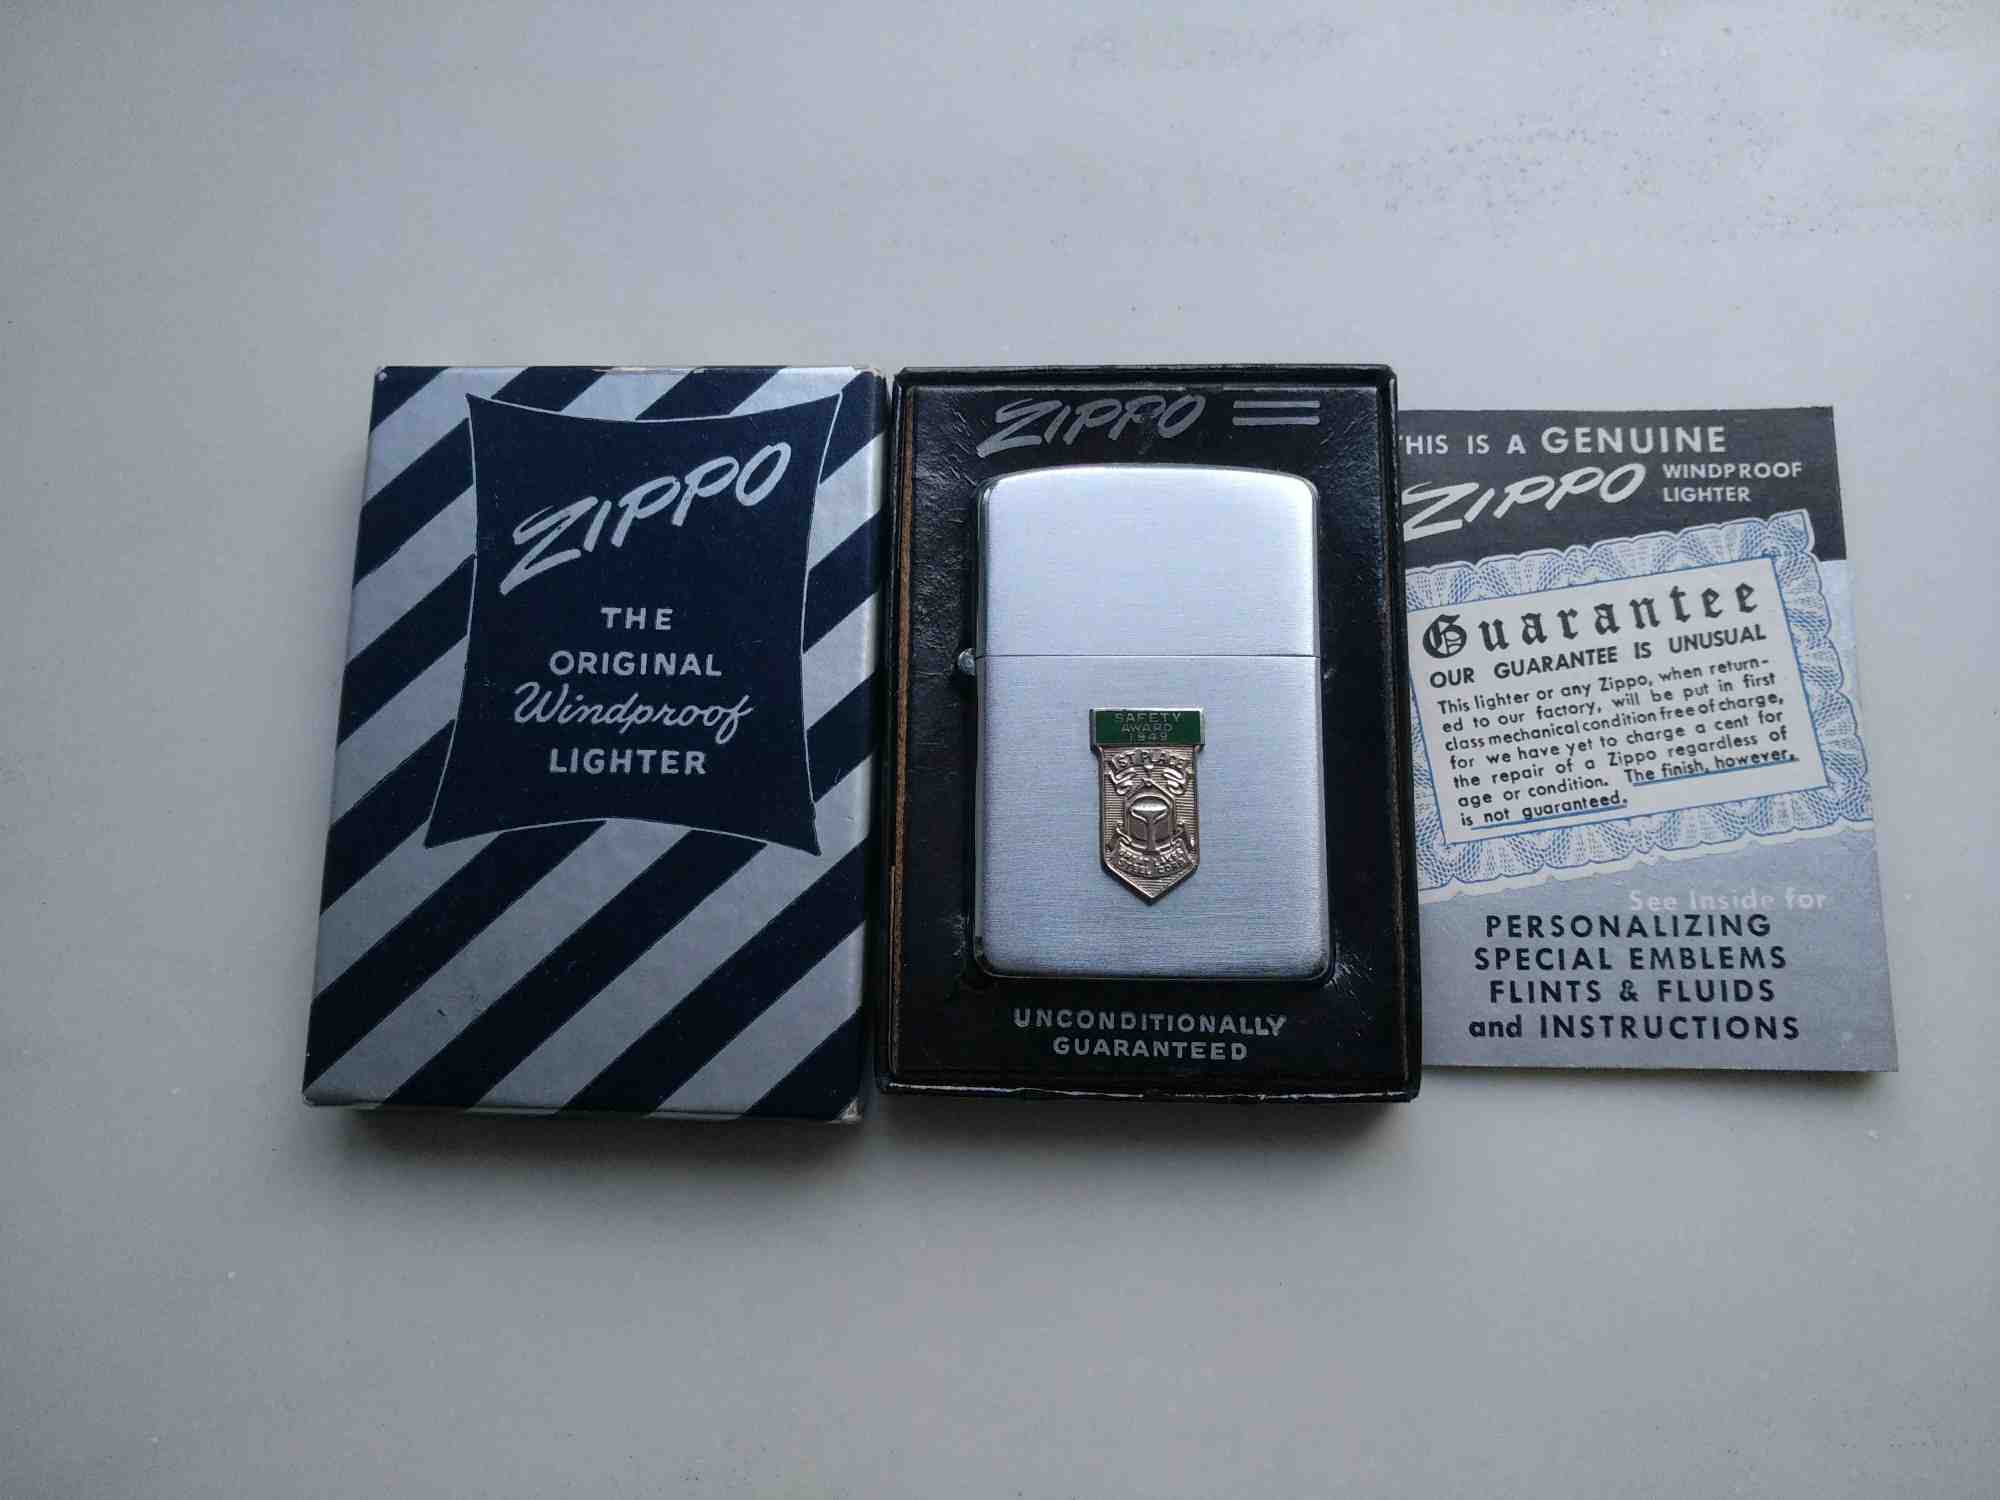 ZIPPO
THE
ORIGINAL
Windproof
LIGHTER
ZIPPO
SAFETY
AWARD
1949
1ST PLACE
GREAT LAKES
STEEL CORP.
UNCONDITIONALLY
GUARANTEED
THIS IS A GENUINE
ZIPPO WINDPROOF
LIGHTER
Guarantee
OUR GUARANTEE IS UNUSUAL
This lighter or any Zippo, when return-
ed to our factory, will be put in first
class mechanical condition free of charge,
for we have yet to charge a cent for
the repair of a Zippo regardless of
age or condition. The finish, however,
is not guaranteed.
See Inside for
PERSONALIZING
SPECIAL EMBLEMS
FLINTS & FLUIDS
and INSTRUCTIONS